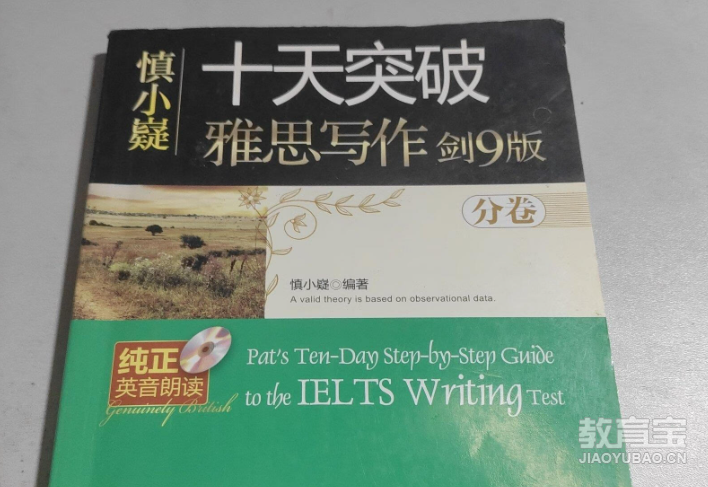 慎小嶷
十天突破
雅思写作 剑9版
分卷
慎小嶷◎编著
A valid theory is based on observational data.
纯正
英音朗读
Genuinely British
Pat's Ten-Day Step-by-Step Guide
to the IELTS Writing Test
教育宝
JIAOYUBAO.CN